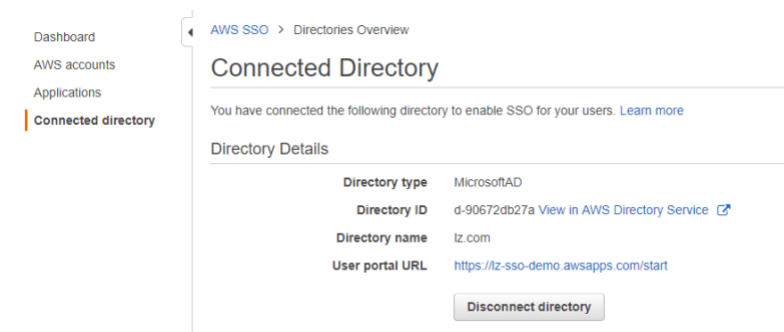 Dashboard
AWS accounts
Applications
Connected directory
AWS SSO > Directories Overview
Connected Directory
You have connected the following directory to enable SSO for your users. Learn more
Directory Details
Directory type MicrosoftAD
Directory ID d-90672db27a View in AWS Directory Service
Directory name lz.com
User portal URL https://lz-sso-demo.awsapps.com/start
Disconnect directory